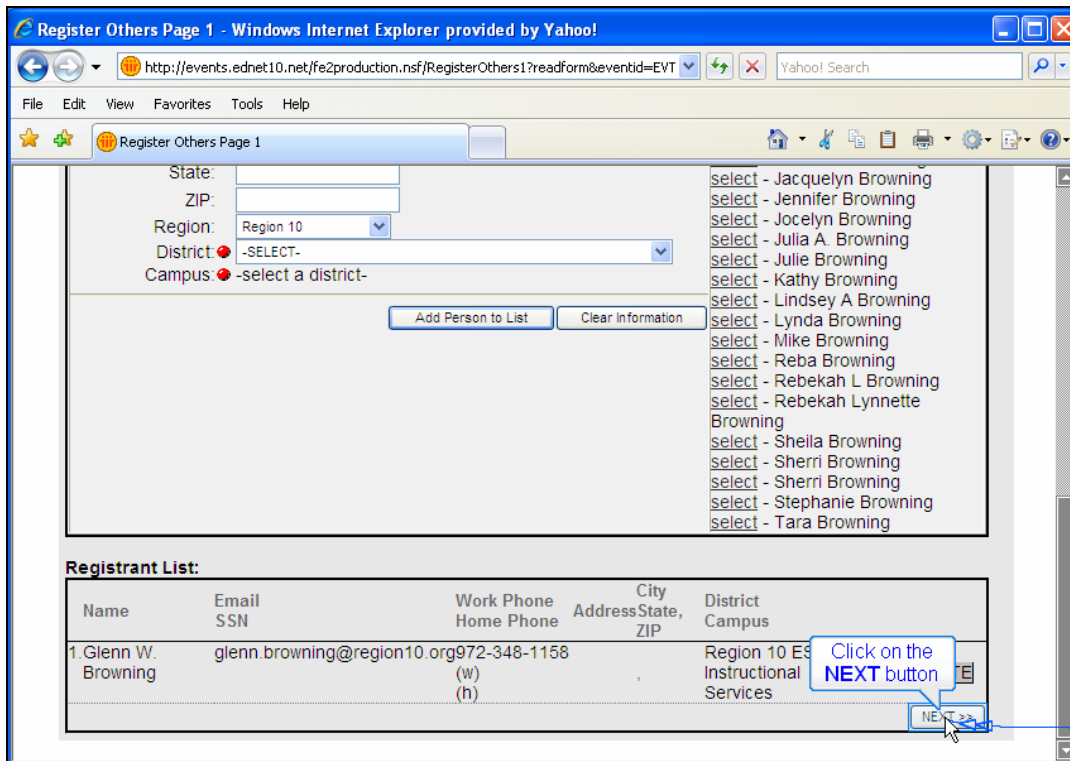 Register Others Page 1 - Windows Internet Explorer provided by Yahoo!
http://events.ednet10.net/fe2production.nsf/RegisterOthers1?readform&eventid=EVT
Yahoo! Search
File Edit View Favorites Tools Help
Register Others Page 1
State:
ZIP:
Region: Region 10
District: -SELECT-
Campus: -select a district-
Add Person to List Clear Information
select - Jacquelyn Browning
select - Jennifer Browning
select - Jocelyn Browning
select - Julia A. Browning
select - Julie Browning
select - Kathy Browning
select - Lindsey A Browning
select - Lynda Browning
select - Mike Browning
select - Reba Browning
select - Rebekah L Browning
select - Rebekah Lynnette
Browning
select - Sheila Browning
select - Sherri Browning
select - Sherri Browning
select - Stephanie Browning
select - Tara Browning
Registrant List:
Name Email SSN Work Phone Home Phone Address City State, ZIP District Campus
1. Glenn W. Browning glenn.browning@region10.org 972-348-1158 (w) (h) , Region 10 ES Instructional Services
Click on the
NEXT button
NEXT >>